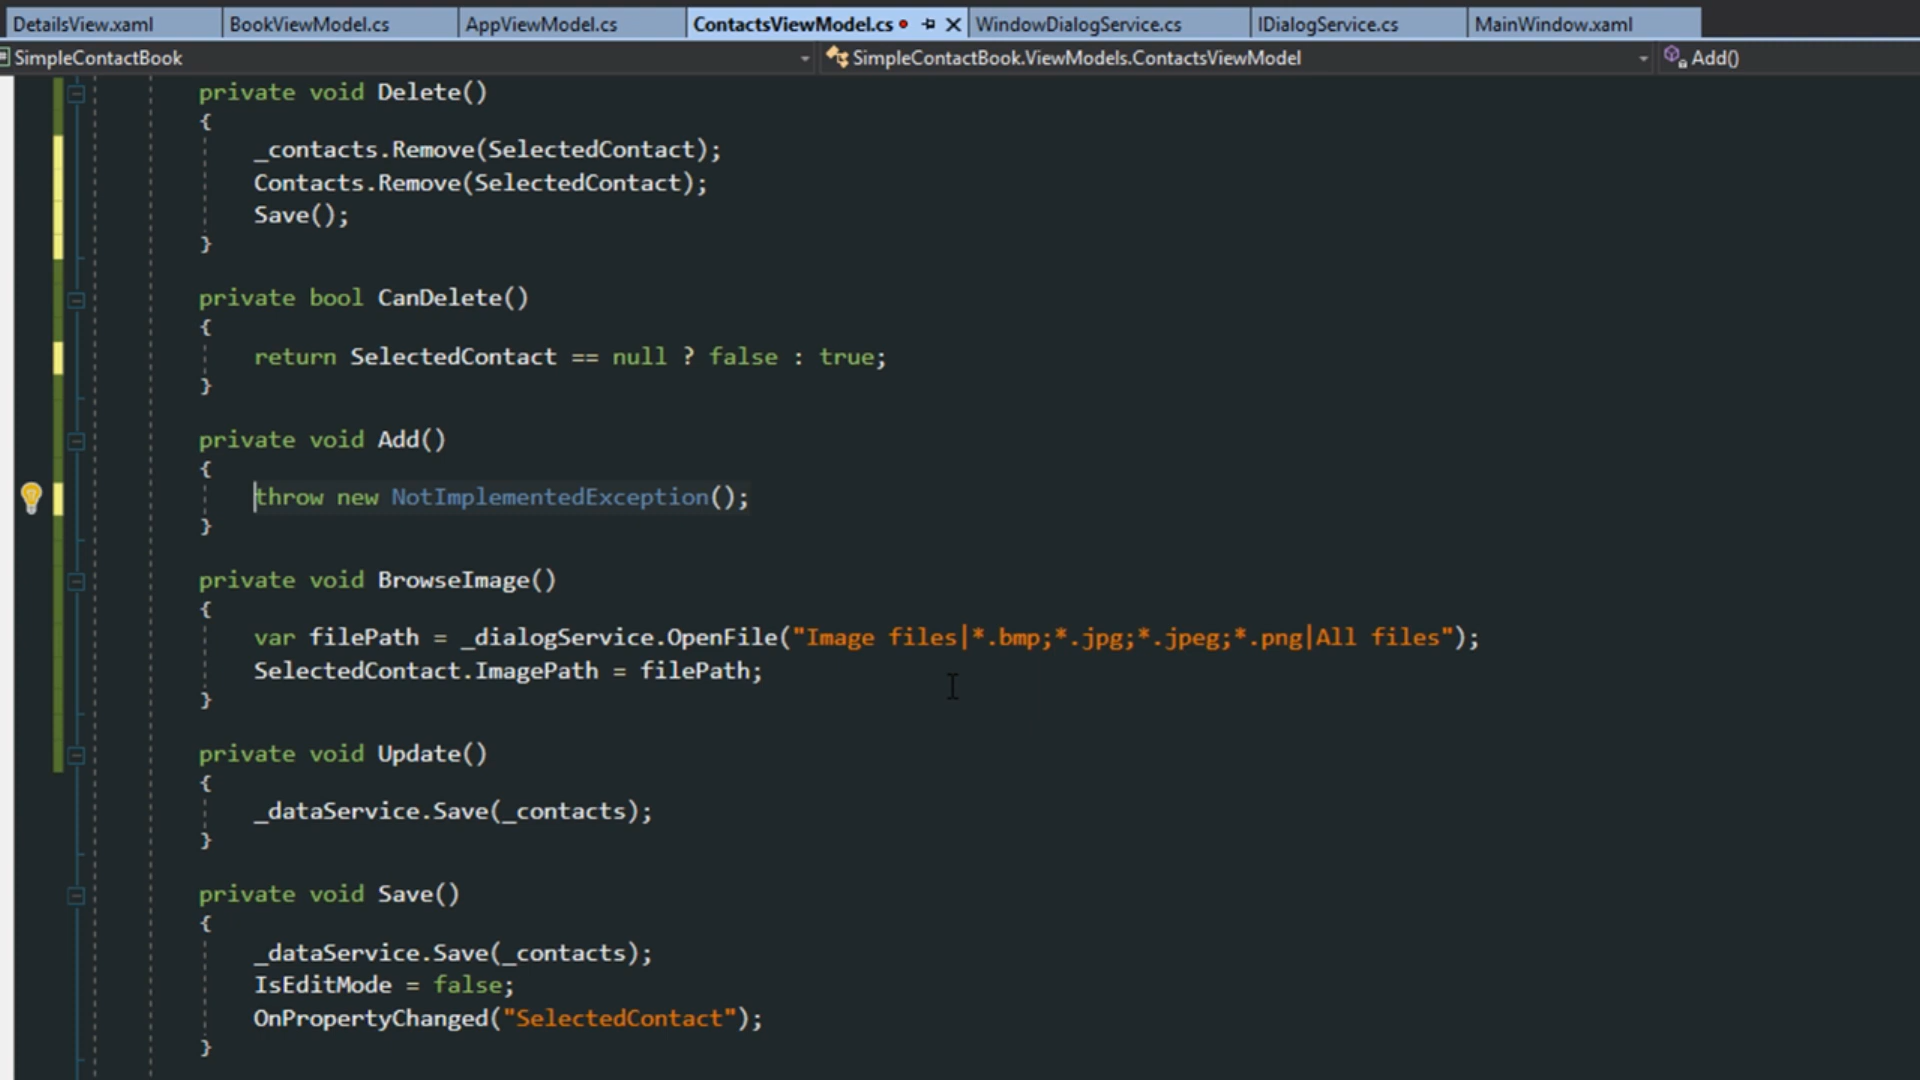 DetailsView.xaml BookViewModel.cs AppViewModel.cs ContactsViewModel.cs WindowDialogService.cs IDialogService.cs MainWindow.xaml
SimpleContactBook SimpleContactBook.ViewModels.ContactsViewModel Add()
private void Delete()
{
_contacts.Remove(SelectedContact);
Contacts.Remove(SelectedContact);
Save();
}
private bool CanDelete()
{
return SelectedContact == null ? false : true;
}
private void Add()
{
throw new NotImplementedException();
}
private void BrowseImage()
{
var filePath = _dialogService.OpenFile("Image files|*.bmp;*.jpg;*.jpeg;*.png|All files");
SelectedContact.ImagePath = filePath;
}
private void Update()
{
_dataService.Save(_contacts);
}
private void Save()
{
_dataService.Save(_contacts);
IsEditMode = false;
OnPropertyChanged("SelectedContact");
}